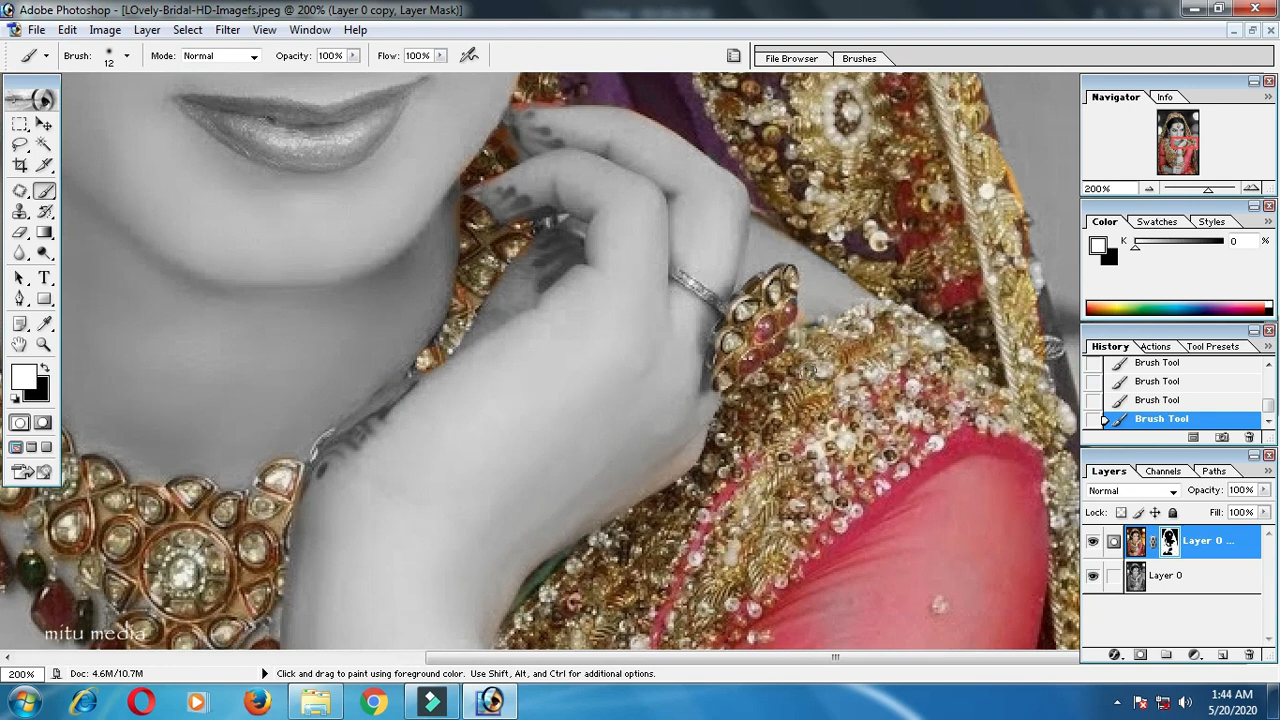 Adobe Photoshop - [LOvely-Bridal-HD-Imagefs.jpeg @ 200% (Layer 0 copy, Layer Mask)]
File Edit Image Layer Select Filter View Window Help
Brush: 12 Mode: Normal Opacity: 100% Flow: 100% File Browser Brushes
Navigator Info
200%
Color Swatches Styles
K 0 %
History Actions Tool Presets
Brush Tool
Brush Tool
Brush Tool
Brush Tool
Layers Channels Paths
Normal Opacity: 100%
Lock: Fill: 100%
Layer 0 ...
Layer 0
T
mitu media
200% Doc: 4.6M/10.7M Click and drag to paint using foreground color. Use Shift, Alt, and Ctrl for additional options.
1:44 AM
5/20/2020